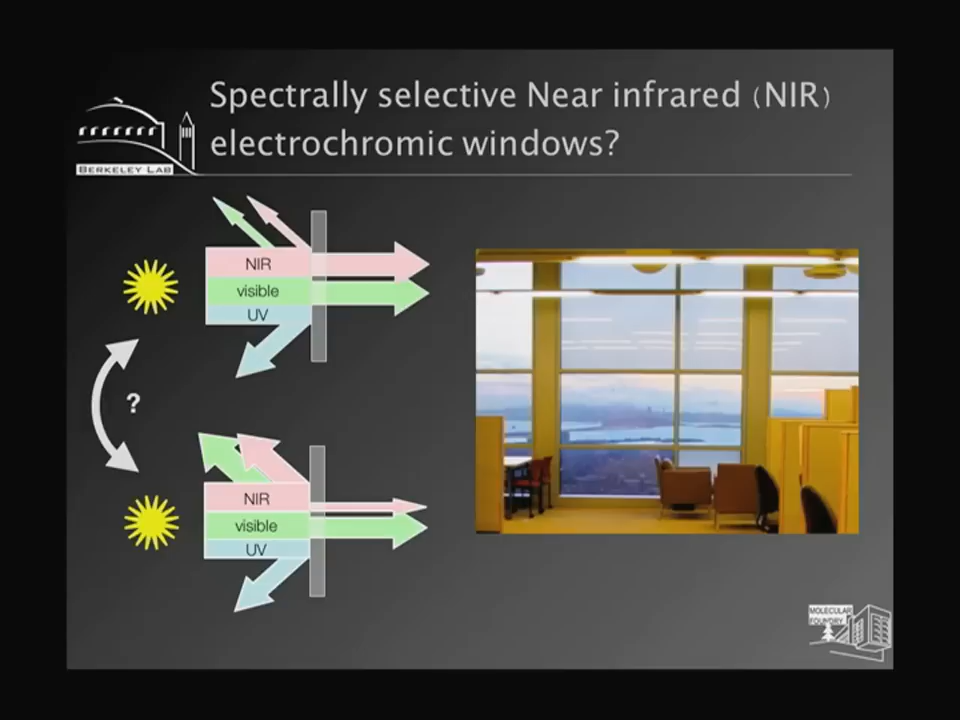 Spectrally selective Near infrared (NIR)
electrochromic windows?
BERKELEY LAB
NIR
visible
UV
?
NIR
visible
UV
MOLECULAR
FOUNDRY